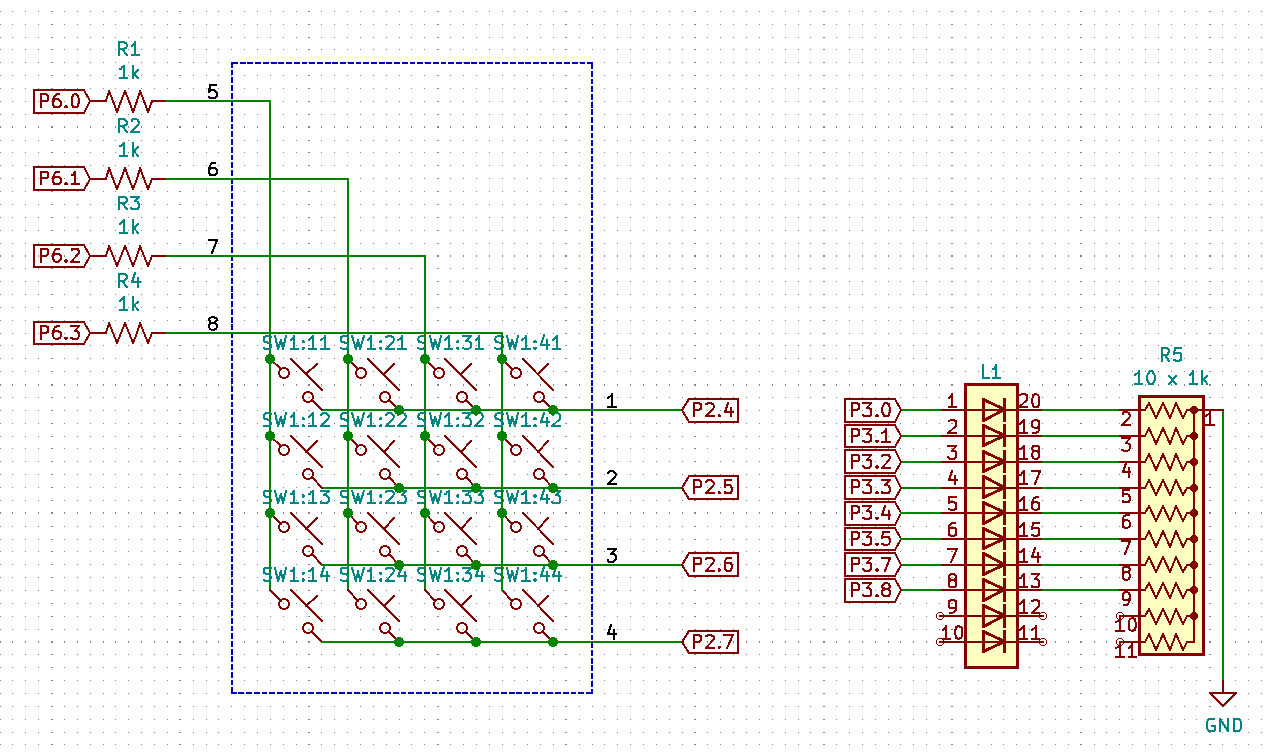 R1
1k
P6.0
5
R2
1k
P6.1
6
R3
1k
P6.2
7
R4
1k
P6.3
8
SW1:11 SW1:21 SW1:31 SW1:41
1
P2.4
SW1:12 SW1:22 SW1:32 SW1:42
2
P2.5
SW1:13 SW1:23 SW1:33 SW1:43
3
P2.6
SW1:14 SW1:24 SW1:34 SW1:44
4
P2.7
L1
R5
10 x 1k
P3.0 1 20 2 1
P3.1 2 19 3
P3.2 3 18 4
P3.3 4 17 5
P3.4 5 16 6
P3.5 6 15 7
P3.7 7 14 8
P3.8 8 13 9
9 12 10
10 11 11
GND